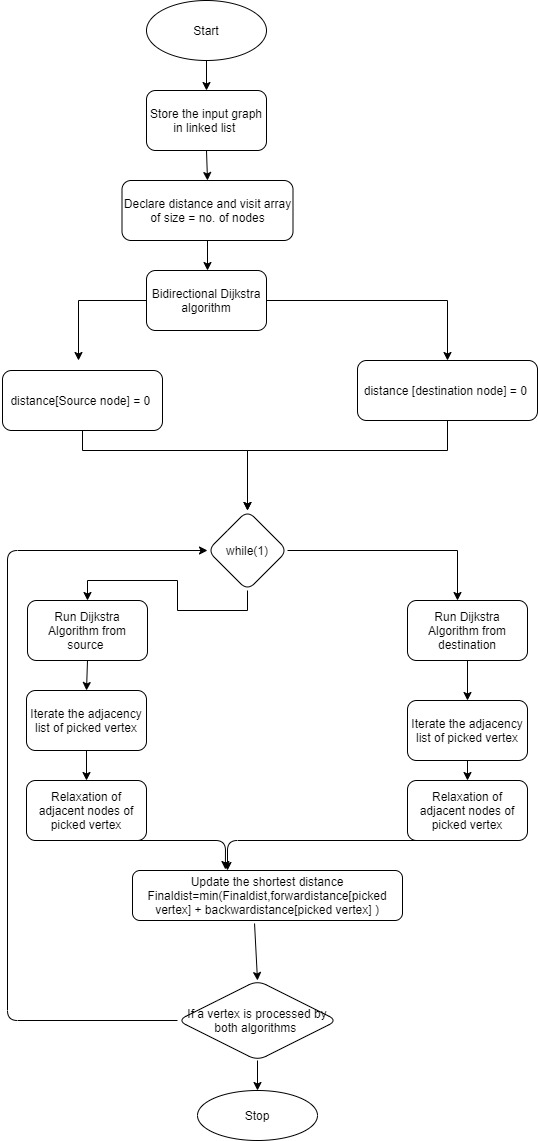 Start
Store the input graph
in linked list
Declare distance and visit array
of size = no. of nodes
Bidirectional Dijkstra
algorithm
distance[Source node] = 0
distance [destination node] = 0
while(1)
Run Dijkstra
Algorithm from
source
Run Dijkstra
Algorithm from
destination
Iterate the adjacency
list of picked vertex
Iterate the adjacency
list of picked vertex
Relaxation of
adjacent nodes of
picked vertex
Relaxation of
adjacent nodes of
picked vertex
Update the shortest distance
Finaldist=min(Finaldist,forwardistance[picked
vertex] + backwardistance[picked vertex] )
If a vertex is processed by
both algorithms
Stop